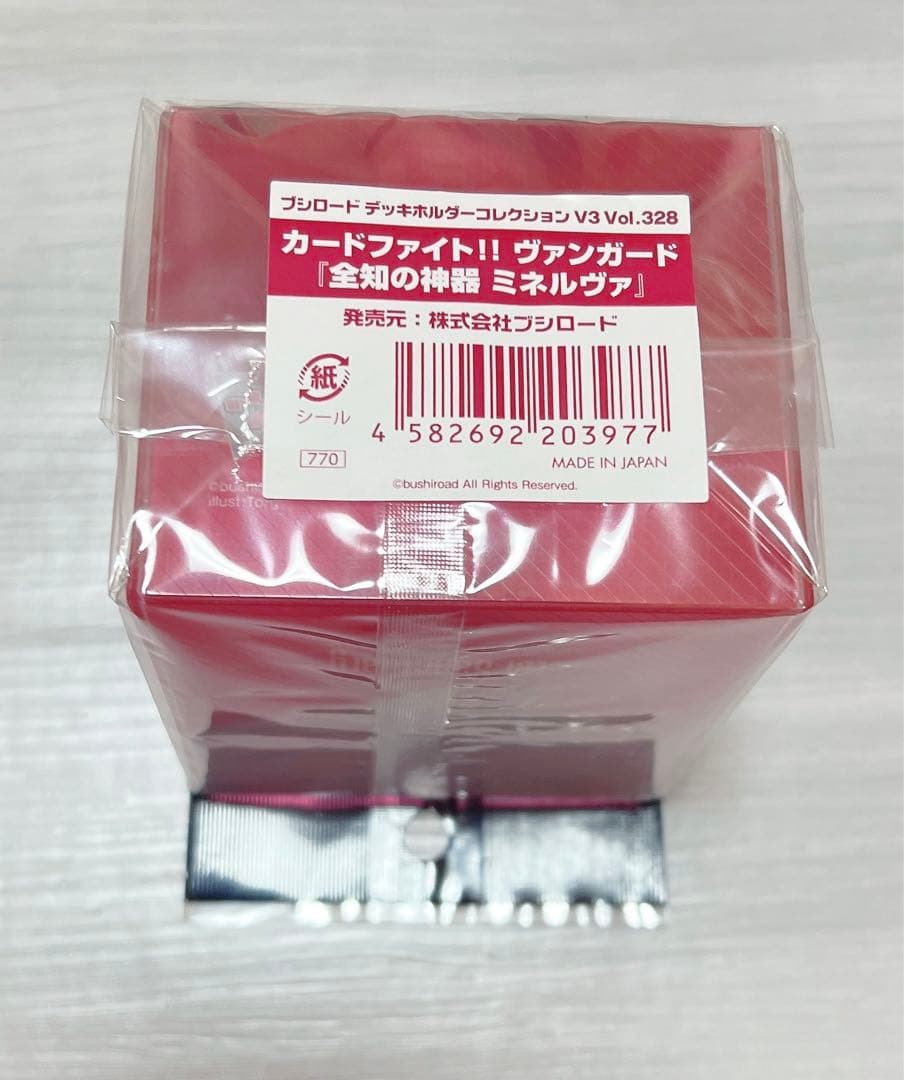 ブシロード デッキホルダーコレクション V3 Vol.328
カードファイト!! ヴァンガード
『全知の神器 ミネルヴァ』
発売元：株式会社ブシロード
紙
シール
4 582692 203977
770
MADE IN JAPAN
©bushiroad All Rights Reserved.
©bushi
illust:To